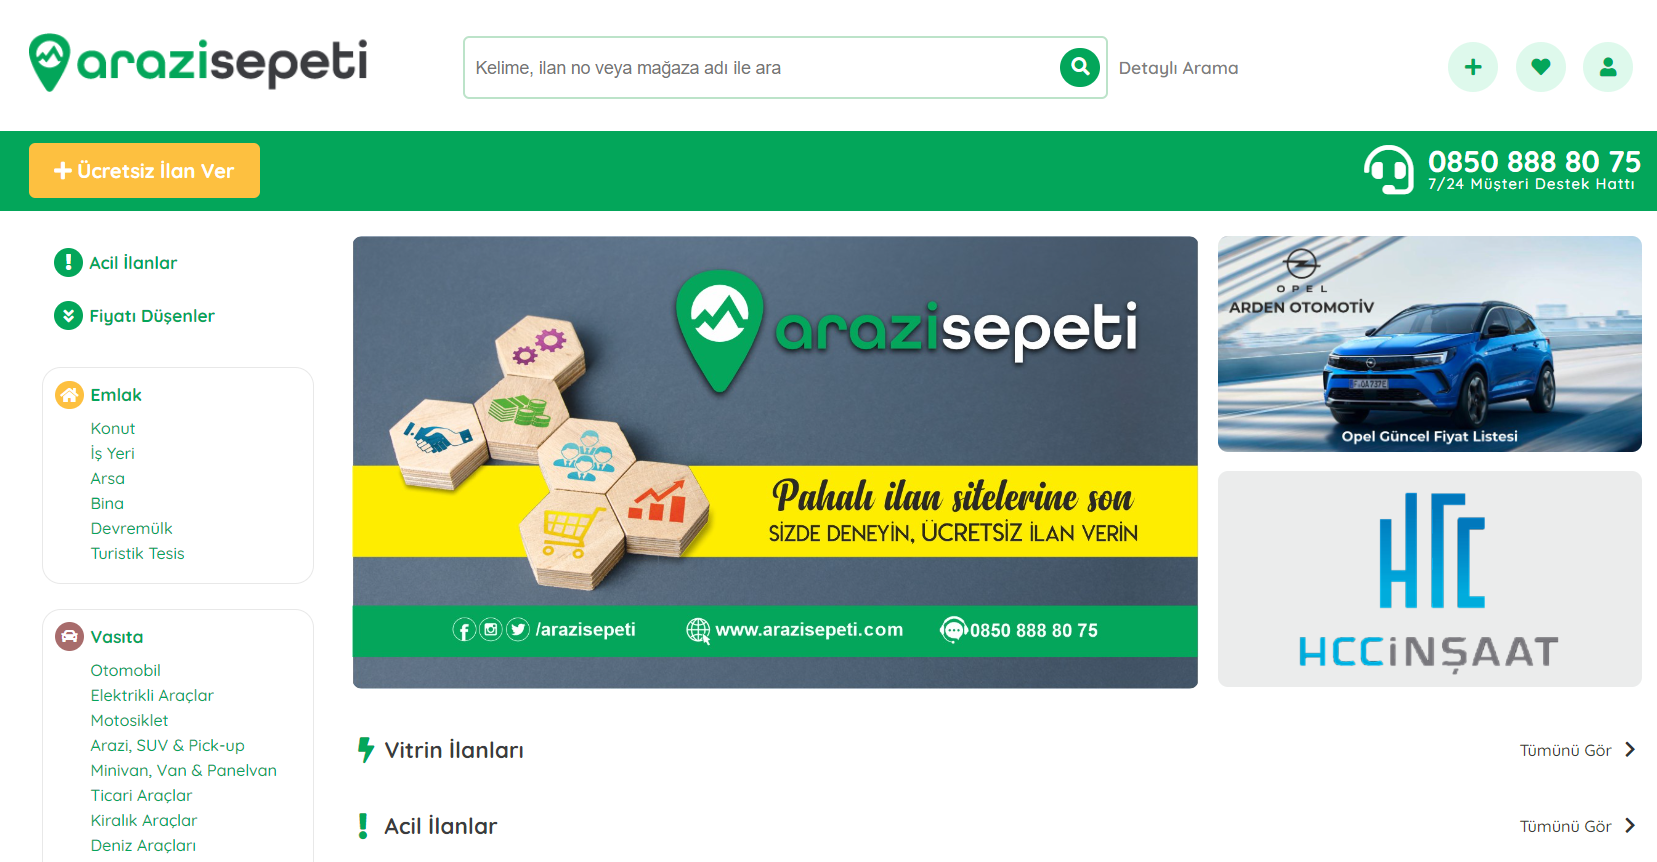 arazisepeti
Kelime, ilan no veya mağaza adı ile ara
Detaylı Arama
Ücretsiz İlan Ver
0850 888 80 75
7/24 Müşteri Destek Hattı
Acil İlanlar
Fiyatı Düşenler
Emlak
Konut
İş Yeri
Arsa
Bina
Devremülk
Turistik Tesis
Vasıta
Otomobil
Elektrikli Araçlar
Motosiklet
Arazi, SUV & Pick-up
Minivan, Van & Panelvan
Ticari Araçlar
Kiralık Araçlar
Deniz Araçları
arazisepeti
Pahalı ilan sitelerine son
SİZDE DENEYİN, ÜCRETSİZ İLAN VERİN
/arazisepeti
www.arazisepeti.com
0850 888 80 75
OPEL
ARDEN OTOMOTİV
Opel Güncel Fiyat Listesi
HCC
HCCİNŞAAT
Vitrin İlanları
Tümünü Gör
Acil İlanlar
Tümünü Gör